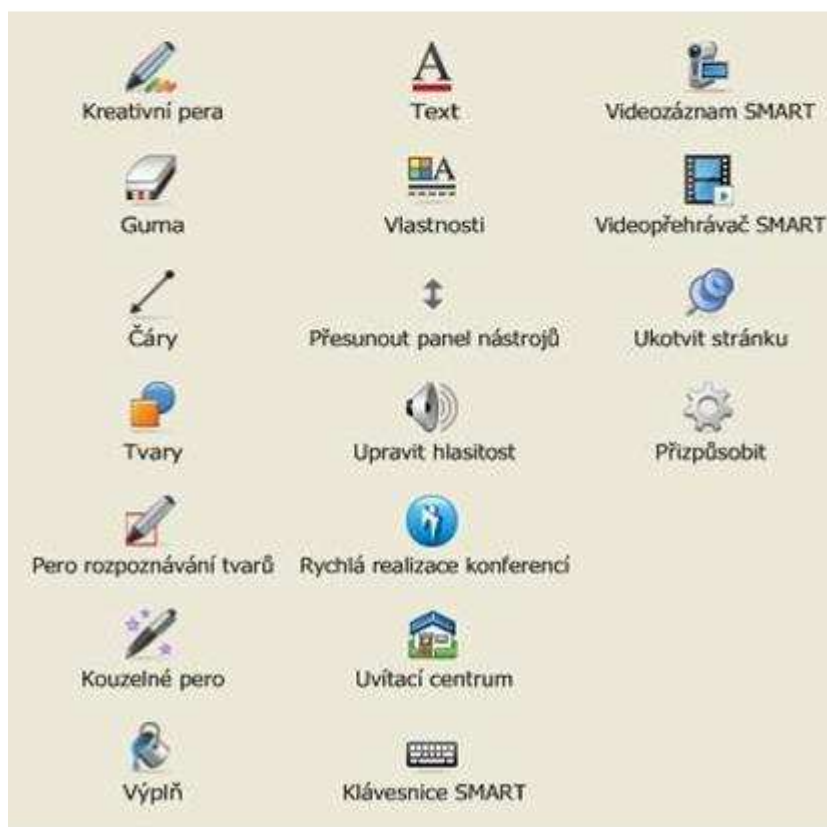 Kreativní pera
Text
Videozáznam SMART
Guma
Vlastnosti
Videopřehrávač SMART
Čáry
Přesunout panel nástrojů
Ukotvit stránku
Tvary
Upravit hlasitost
Přizpůsobit
Pero rozpoznávání tvarů
Rychlá realizace konferencí
Kouzelné pero
Uvítací centrum
Výplň
Klávesnice SMART